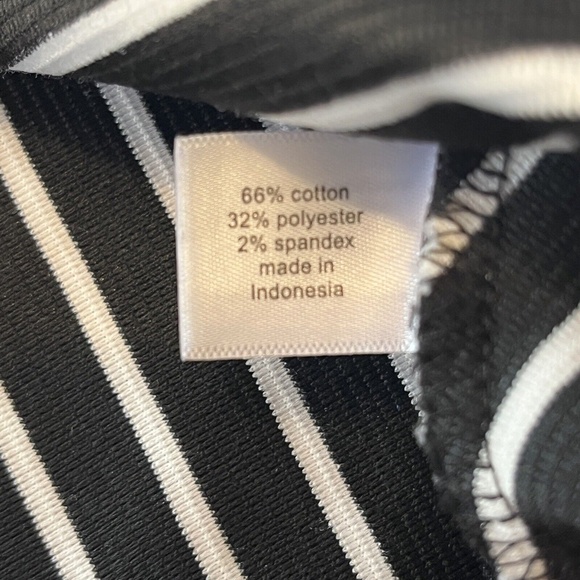 66% cotton
32% polyester
2% spandex
made in
Indonesia